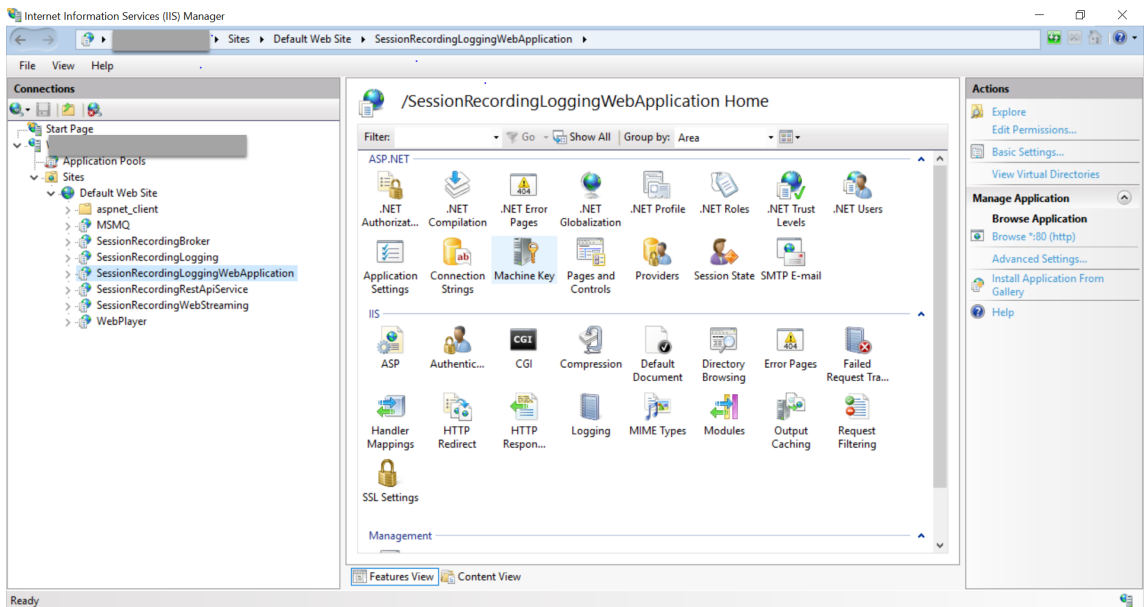 Internet Information Services (IIS) Manager
Sites Default Web Site SessionRecordingLoggingWebApplication
File View Help
Connections
Start Page
Application Pools
Sites
Default Web Site
aspnet_client
MSMQ
SessionRecordingBroker
SessionRecordingLogging
SessionRecordingLoggingWebApplication
SessionRecordingRestApiService
SessionRecordingWebStreaming
WebPlayer
/SessionRecordingLoggingWebApplication Home
Filter: Go Show All Group by: Area
ASP.NET
.NET Authorizat...
.NET Compilation
404
.NET Error Pages
.NET Globalization
.NET Profile
.NET Roles
.NET Trust Levels
.NET Users
Application Settings
ab
Connection Strings
Machine Key
Pages and Controls
Providers
Session State
SMTP E-mail
IIS
ASP
Authentic...
CGI
CGI
Compression
Default Document
Directory Browsing
404
Error Pages
Failed Request Tra...
Handler Mappings
HTTP Redirect
HTTP Respon...
Logging
MIME Types
Modules
Output Caching
Request Filtering
SSL Settings
Management
Features View Content View
Actions
Explore
Edit Permissions...
Basic Settings...
View Virtual Directories
Manage Application
Browse Application
Browse *:80 (http)
Advanced Settings...
Install Application From
Gallery
Help
Ready